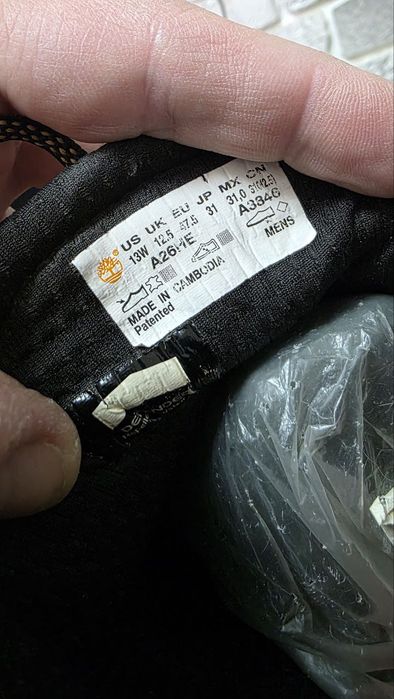 US UK EU JP MX CN
13W 12.5 47.5 31 31.0 310(2.5)
A26HE A3846
MADE IN CAMBODIA MENS
Patented